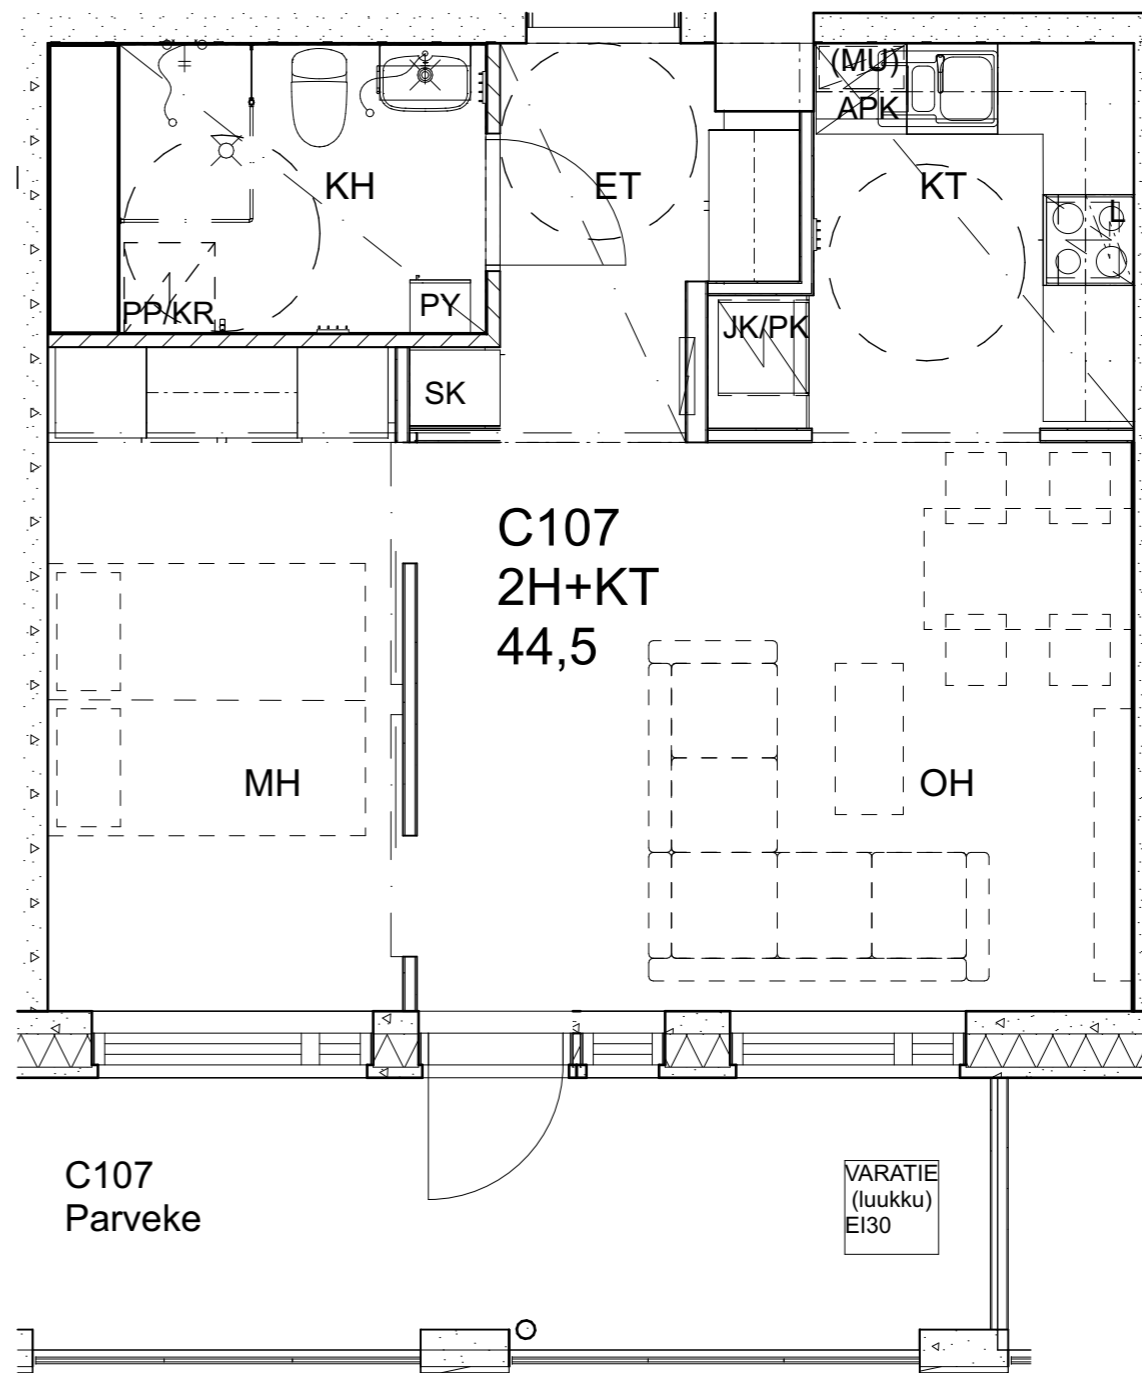 (MU)
APK
KH
ET
KT
L
PP/KR
PY
JK/PK
SK
C107
2H+KT
44,5
MH
OH
C107
Parveke
VARATIE
(luukku)
EI30